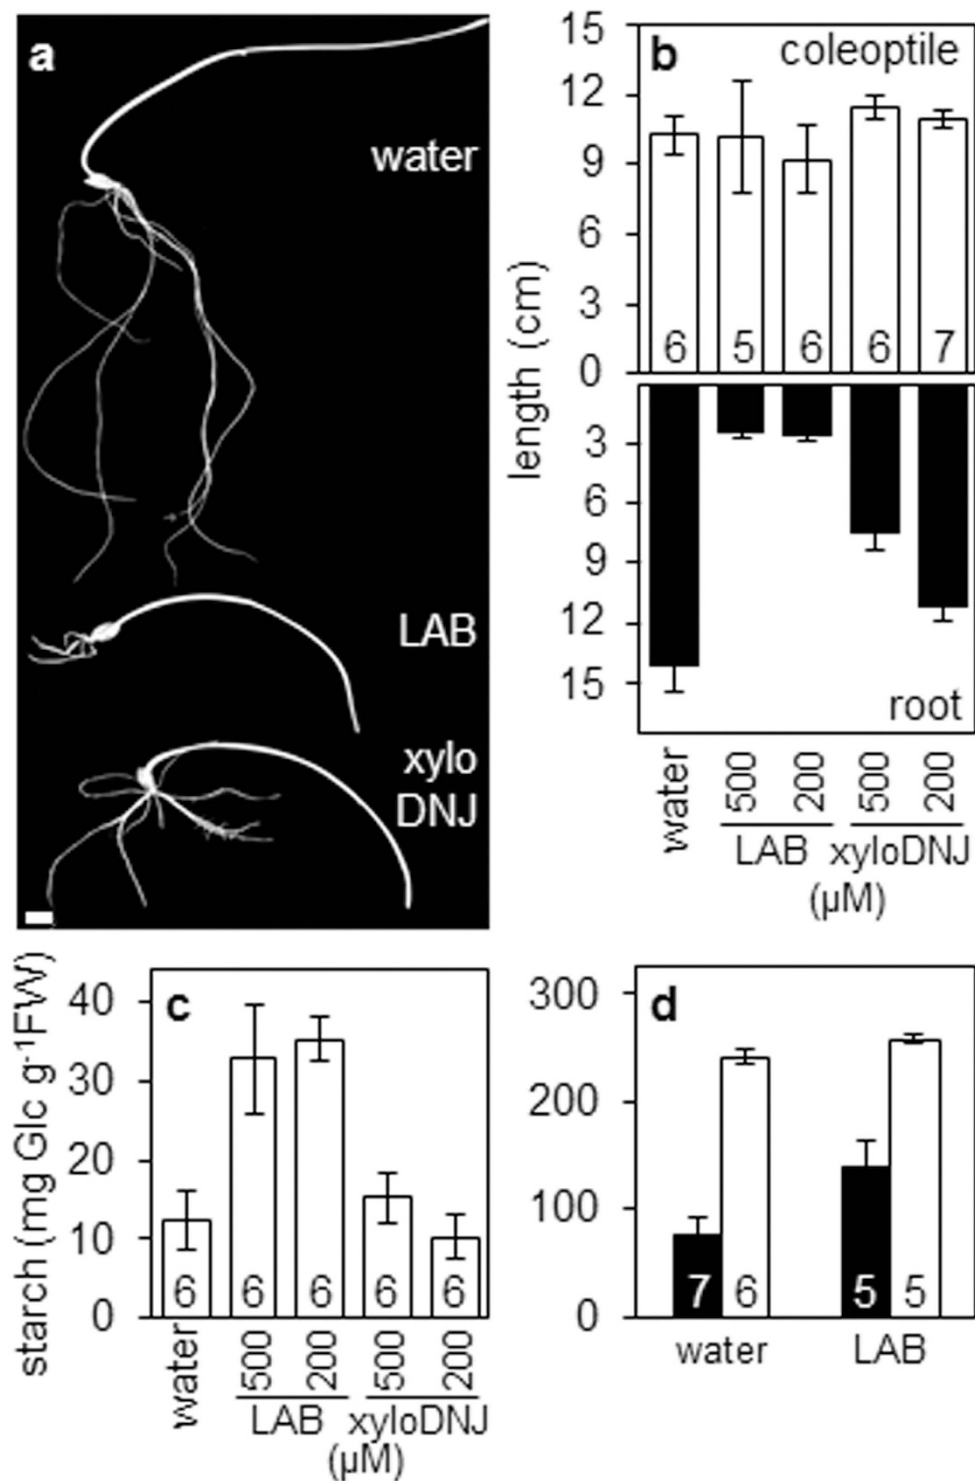 a
water
LAB
xylo
DNJ
b
coleoptile
length (cm)
15
12
9
6
3
0
6 5 6 6 7
3
6
9
12
15
root
water 500 200 500 200
LAB xyloDNJ
(µM)
c
starch (mg Glc g-1FW)
40
30
20
10
0
6 6 6 6 6
water 500 200 500 200
LAB xyloDNJ
(µM)
d
300
200
100
0
7 6 5 5
water LAB